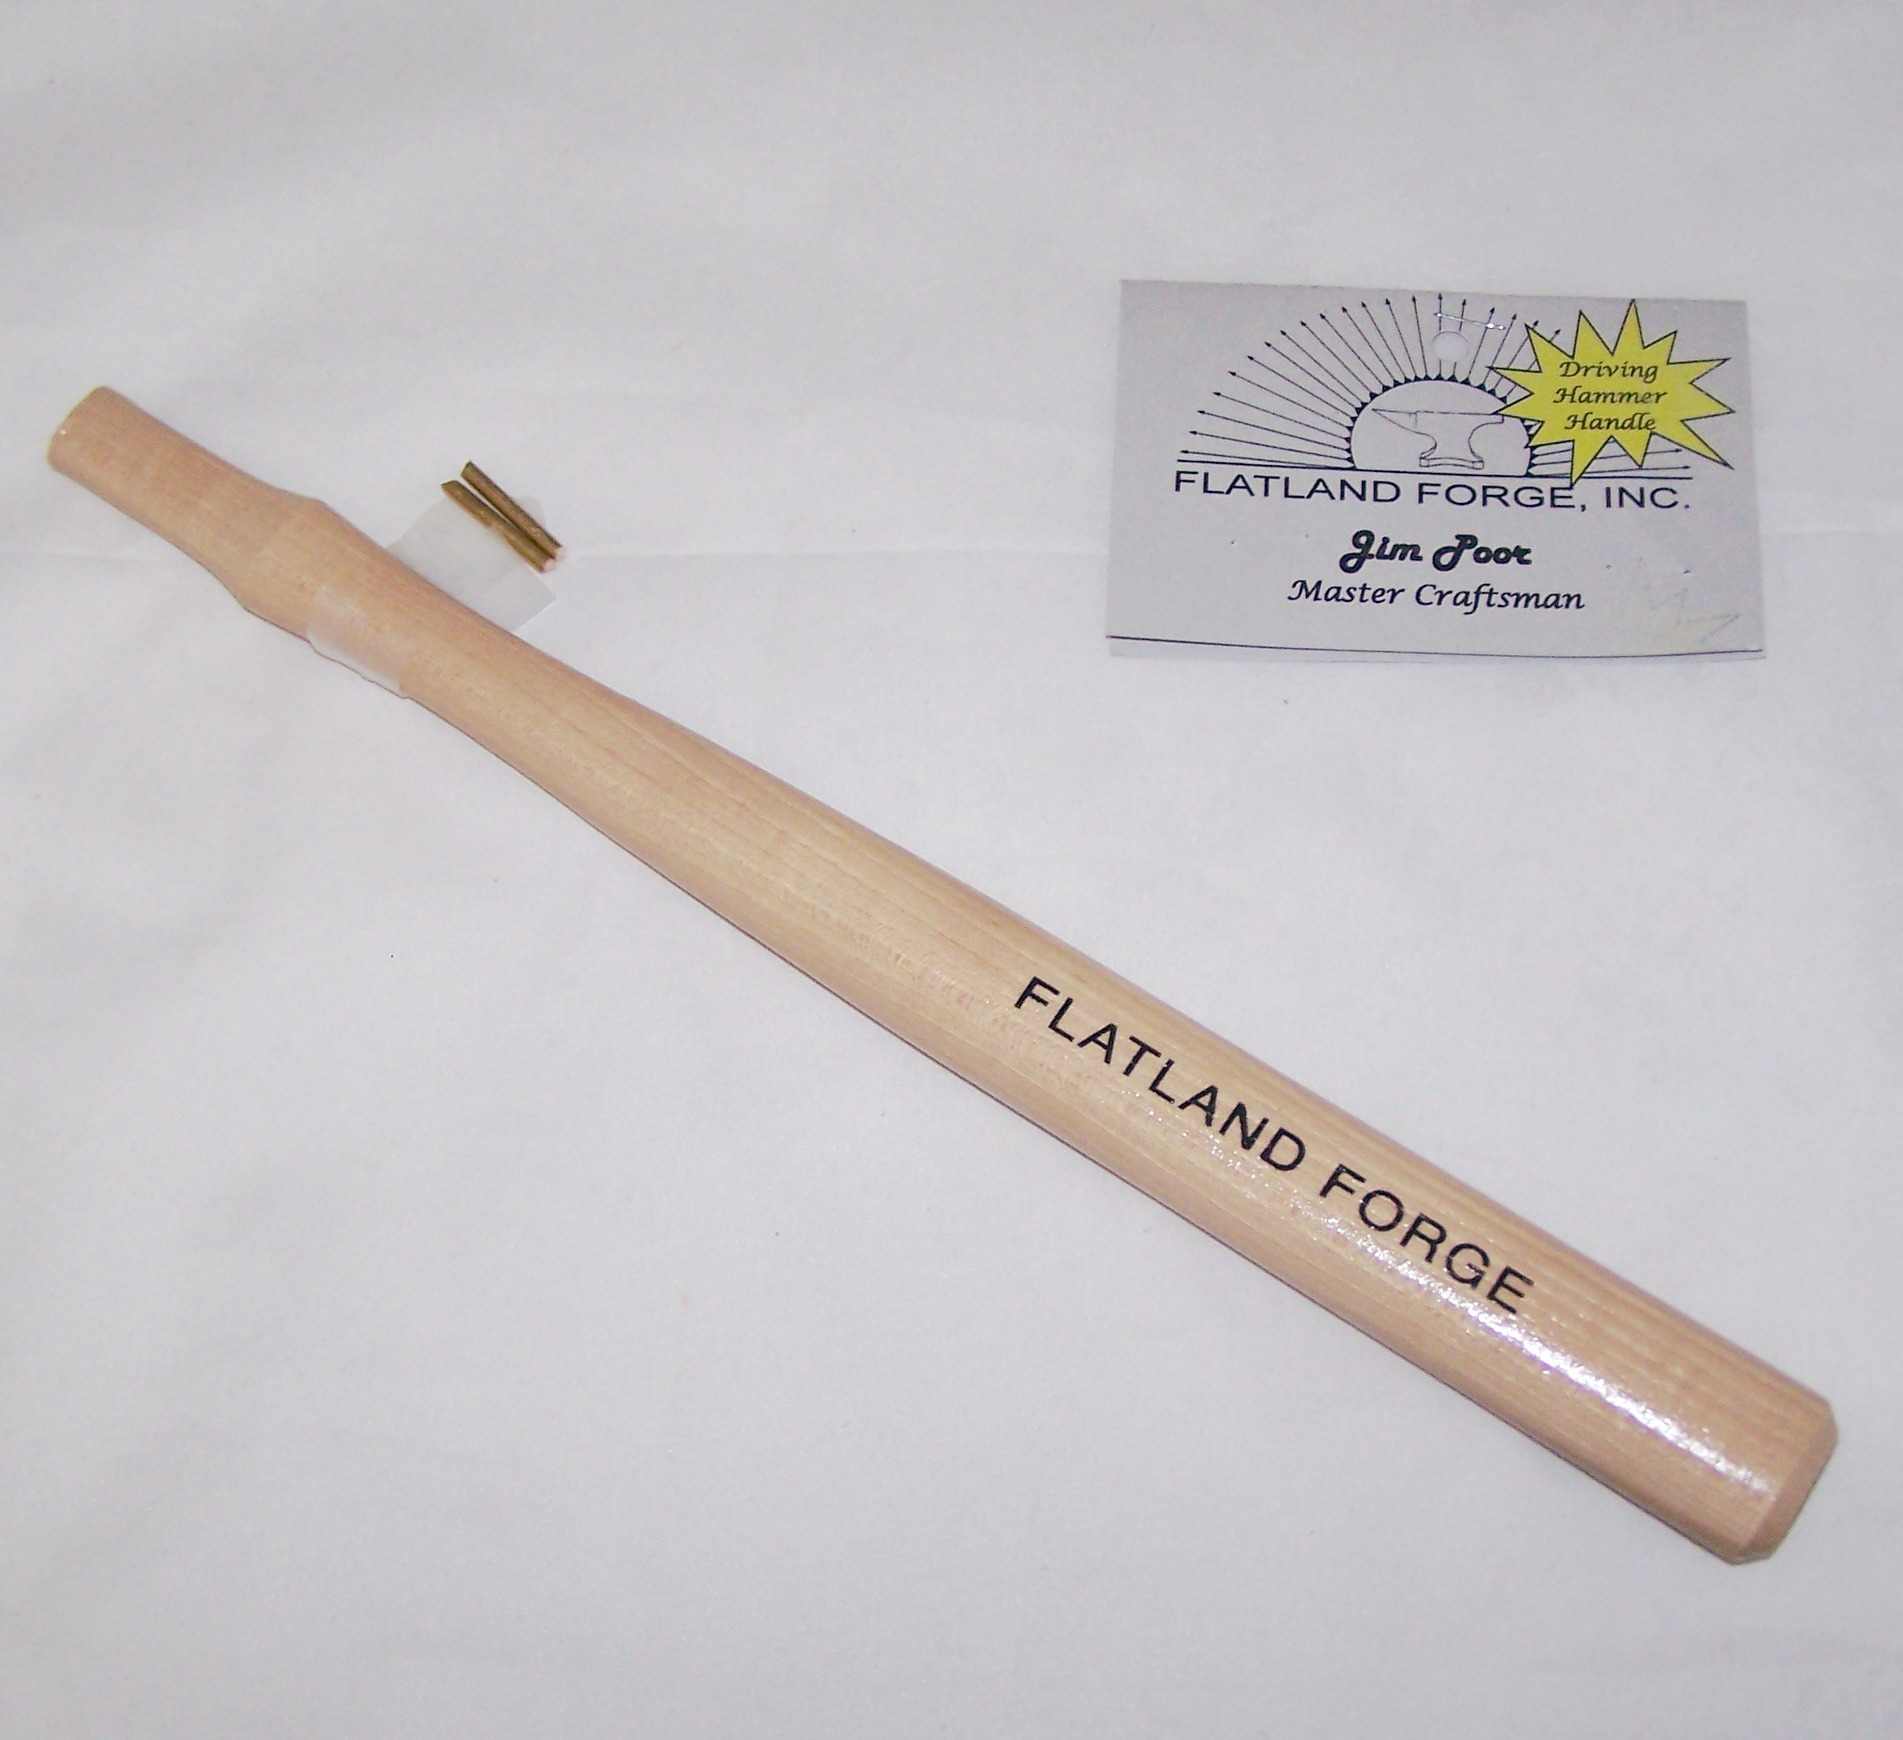 Driving
Hammer
Handle
FLATLAND FORGE, INC.
Jim Poor
Master Craftsman
FLATLAND FORGE